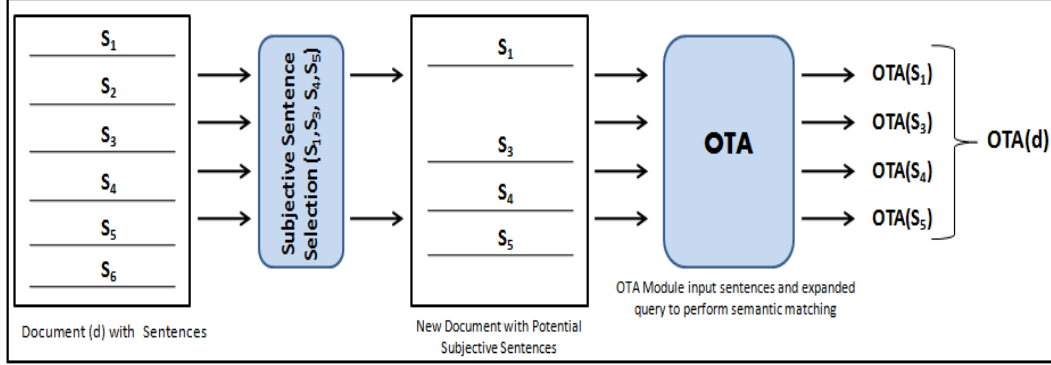 S1
S2
S3
S4
S5
S6
Document (d) with Sentences
Subjective Sentence
Selection (S1,S3, S4,S5)
S1
S3
S4
S5
New Document with Potential
Subjective Sentences
OTA
OTA Module input sentences and expanded
query to perform semantic matching
OTA(S1)
OTA(S3)
OTA(S4)
OTA(S5)
OTA(d)